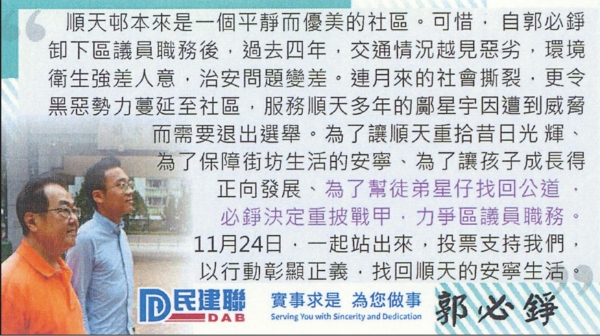 順天邨本來是一個平靜而優美的社區。可惜，自郭必錚
卸下區議員職務後，過去四年，交通情況越見惡劣，環境
衛生強差人意，治安問題變差。連月來的社會撕裂，更令
黑惡勢力蔓延至社區，服務順天多年的鄺星宇因遭到威脅
而需要退出選舉。為了讓順天重拾昔日光輝、
為了保障街坊生活的安寧、為了讓孩子成長得
正向發展、為了幫徒弟星仔找回公道，
必錚決定重披戰甲，力爭區議員職務。
11月24日，一起站出來，投票支持我們，
以行動彰顯正義，找回順天的安寧生活。
民建聯 DAB
實事求是 為您做事
Serving You with Sincerity and Dedication
郭必錚